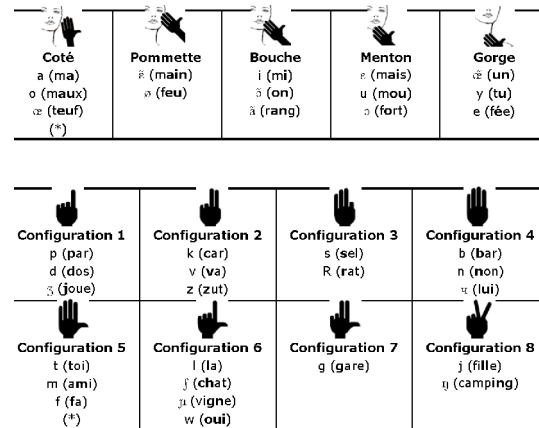 Coté
a (ma)
o (maux)
œ (teuf)
(*)
Pommette
ɛ̃ (main)
ø (feu)
Bouche
i (mi)
ɔ̃ (on)
ã (rang)
Menton
ɛ (mais)
u (mou)
ɔ (fort)
Gorge
œ̃ (un)
y (tu)
e (fée)
Configuration 1
p (par)
d (dos)
ʒ (joue)
Configuration 2
k (car)
v (va)
z (zut)
Configuration 3
s (sel)
R (rat)
Configuration 4
b (bar)
n (non)
ɥ (lui)
Configuration 5
t (toi)
m (ami)
f (fa)
(*)
Configuration 6
l (la)
ʃ (chat)
ɲ (vigne)
w (oui)
Configuration 7
g (gare)
Configuration 8
j (fille)
ŋ (camping)